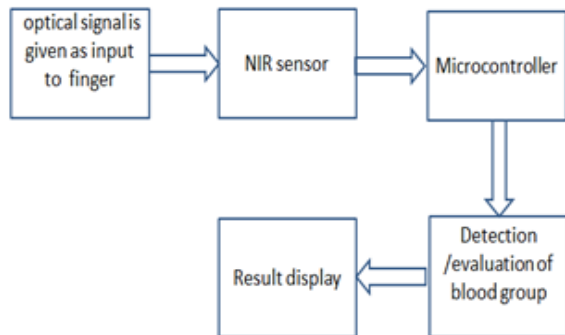 optical signal is
given as input
to finger
NIR sensor
Microcontroller
Detection
/evaluation of
blood group
Result display